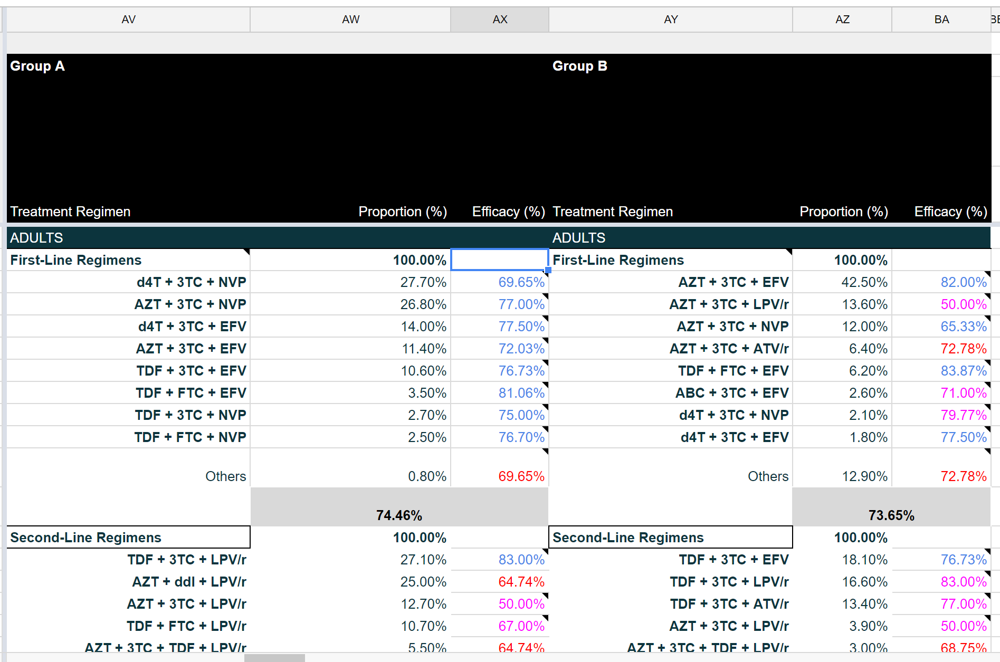 AV AW AX AY AZ BA
Group A Group B
Treatment Regimen Proportion (%) Efficacy (%) Treatment Regimen Proportion (%) Efficacy (%)
ADULTS ADULTS
First-Line Regimens 100.00% First-Line Regimens 100.00%
d4T + 3TC + NVP 27.70% 69.65% AZT + 3TC + EFV 42.50% 82.00%
AZT + 3TC + NVP 26.80% 77.00% AZT + 3TC + LPV/r 13.60% 50.00%
d4T + 3TC + EFV 14.00% 77.50% AZT + 3TC + NVP 12.00% 65.33%
AZT + 3TC + EFV 11.40% 72.03% AZT + 3TC + ATV/r 6.40% 72.78%
TDF + 3TC + EFV 10.60% 76.73% TDF + FTC + EFV 6.20% 83.87%
TDF + FTC + EFV 3.50% 81.06% ABC + 3TC + EFV 2.60% 71.00%
TDF + 3TC + NVP 2.70% 75.00% d4T + 3TC + NVP 2.10% 79.77%
TDF + FTC + NVP 2.50% 76.70% d4T + 3TC + EFV 1.80% 77.50%
Others 0.80% 69.65% Others 12.90% 72.78%
74.46% 73.65%
Second-Line Regimens 100.00% Second-Line Regimens 100.00%
TDF + 3TC + LPV/r 27.10% 83.00% TDF + 3TC + EFV 18.10% 76.73%
AZT + ddI + LPV/r 25.00% 64.74% TDF + 3TC + LPV/r 16.60% 83.00%
AZT + 3TC + LPV/r 12.70% 50.00% TDF + 3TC + ATV/r 13.40% 77.00%
TDF + FTC + LPV/r 10.70% 67.00% AZT + 3TC + LPV/r 3.90% 50.00%
AZT + 3TC + TDF + LPV/r 5.50% 64.74% AZT + 3TC + TDF + LPV/r 3.00% 68.75%